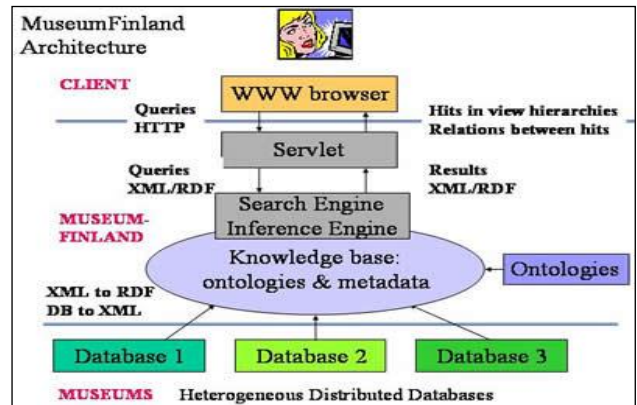 MuseumFinland
Architecture
CLIENT
WWW browser
Queries
HTTP
Hits in view hierarchies
Relations between hits
Servlet
Queries
XML/RDF
Results
XML/RDF
Search Engine
Inference Engine
MUSEUM-
FINLAND
Knowledge base:
ontologies & metadata
Ontologies
XML to RDF
DB to XML
Database 1
Database 2
Database 3
MUSEUMS
Heterogeneous Distributed Databases